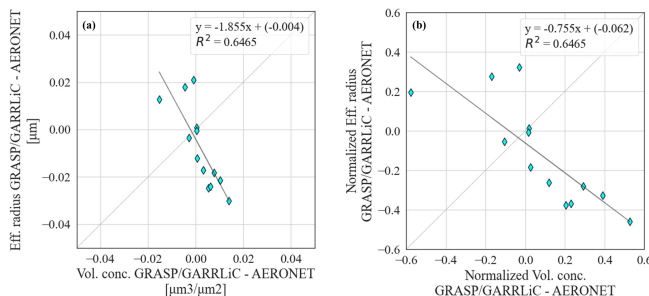 (a)
y = -1.855x + (-0.004)
R² = 0.6465
0.04
0.02
0.00
−0.02
−0.04
Eff. radius GRASP/GARRLiC - AERONET
[μm]
−0.04 −0.02 0.00 0.02 0.04
Vol. conc. GRASP/GARRLiC - AERONET
[μm3/μm2]
(b)
y = -0.755x + (-0.062)
R² = 0.6465
0.6
0.4
0.2
0.0
−0.2
−0.4
−0.6
Normalized Eff. radius
GRASP/GARRLiC - AERONET
−0.6 −0.4 −0.2 0.0 0.2 0.4 0.6
Normalized Vol. conc.
GRASP/GARRLiC - AERONET